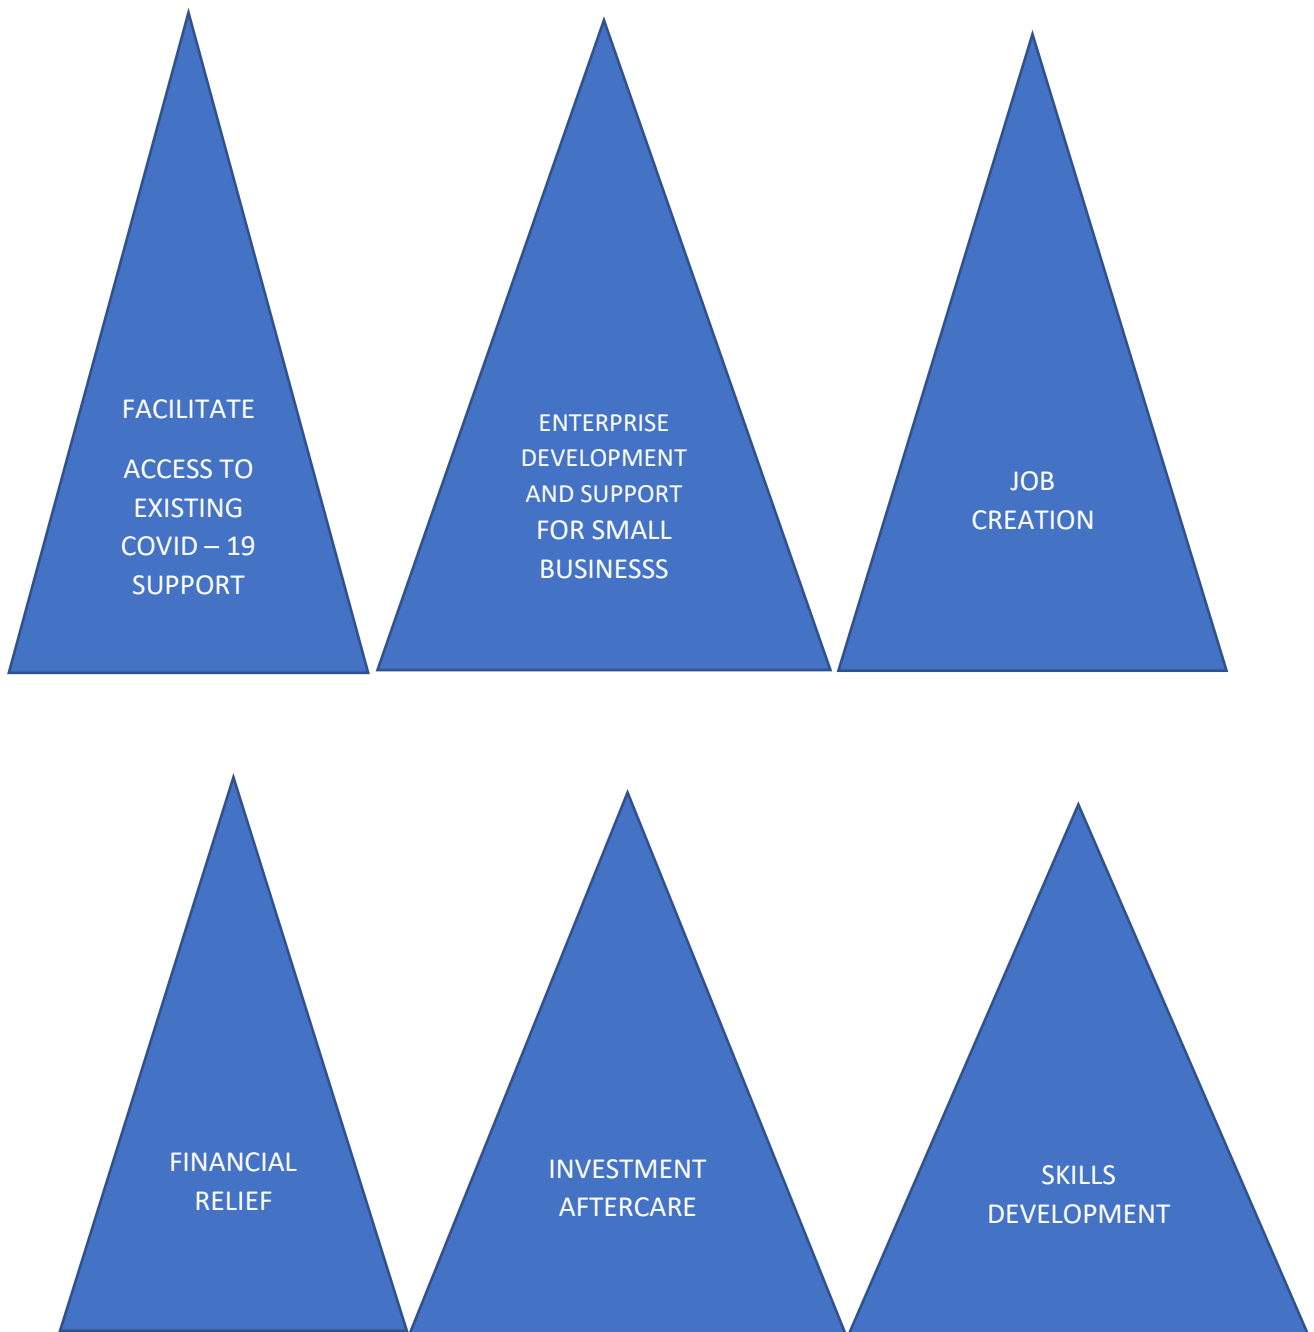 FACILITATE
ACCESS TO
EXISTING
COVID – 19
SUPPORT
ENTERPRISE
DEVELOPMENT
AND SUPPORT
FOR SMALL
BUSINESSS
JOB
CREATION
FINANCIAL
RELIEF
INVESTMENT
AFTERCARE
SKILLS
DEVELOPMENT